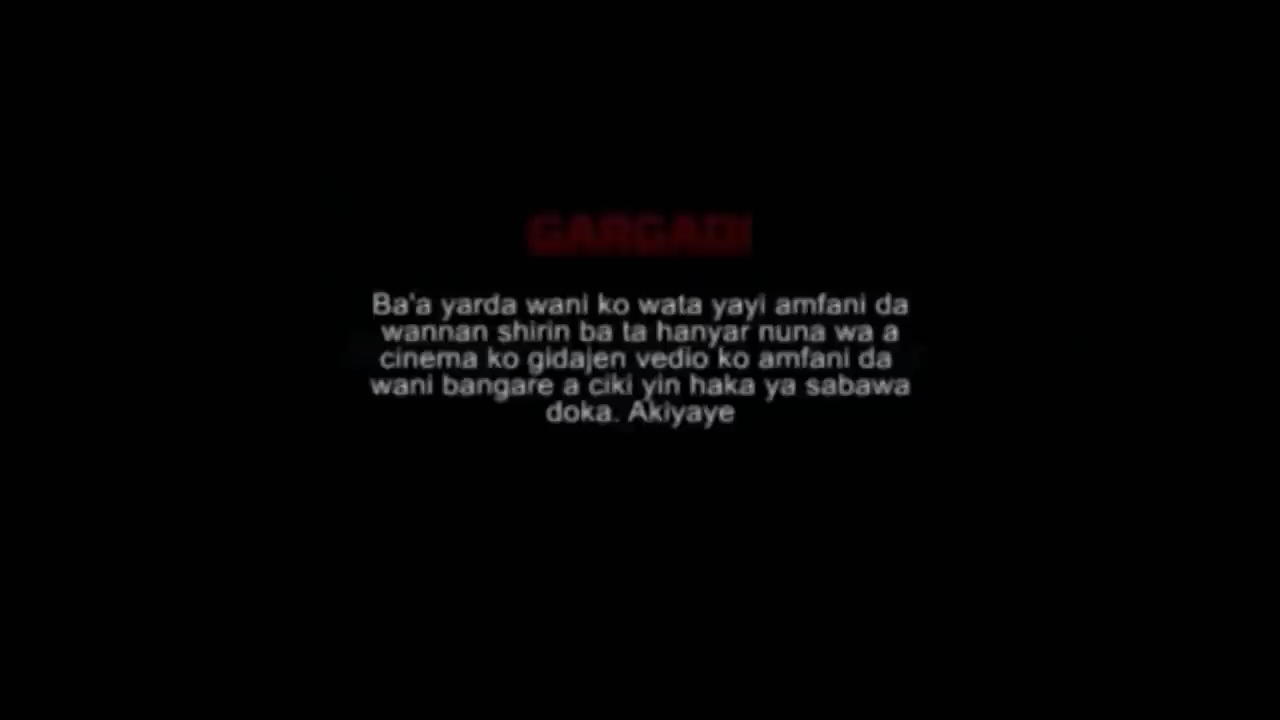 GARGADI
Ba'a yarda wani ko wata yayi amfani da
wannan shirin ba ta hanyar nuna wa a
cinema ko gidajen vedio ko amfani da
wani bangare a ciki yin haka ya sabawa
doka. Akiyaye